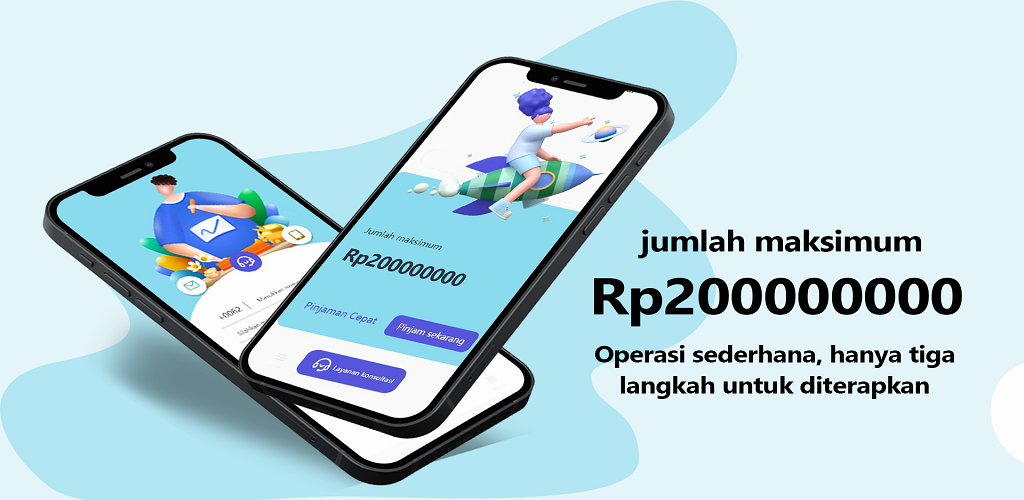 jumlah maksimum
Rp200000000
Operasi sederhana, hanya tiga
langkah untuk diterapkan
Jumlah maksimum
Rp200000000
Pinjaman Cepat
Pinjam sekarang
Layanan konsultasi
+0062